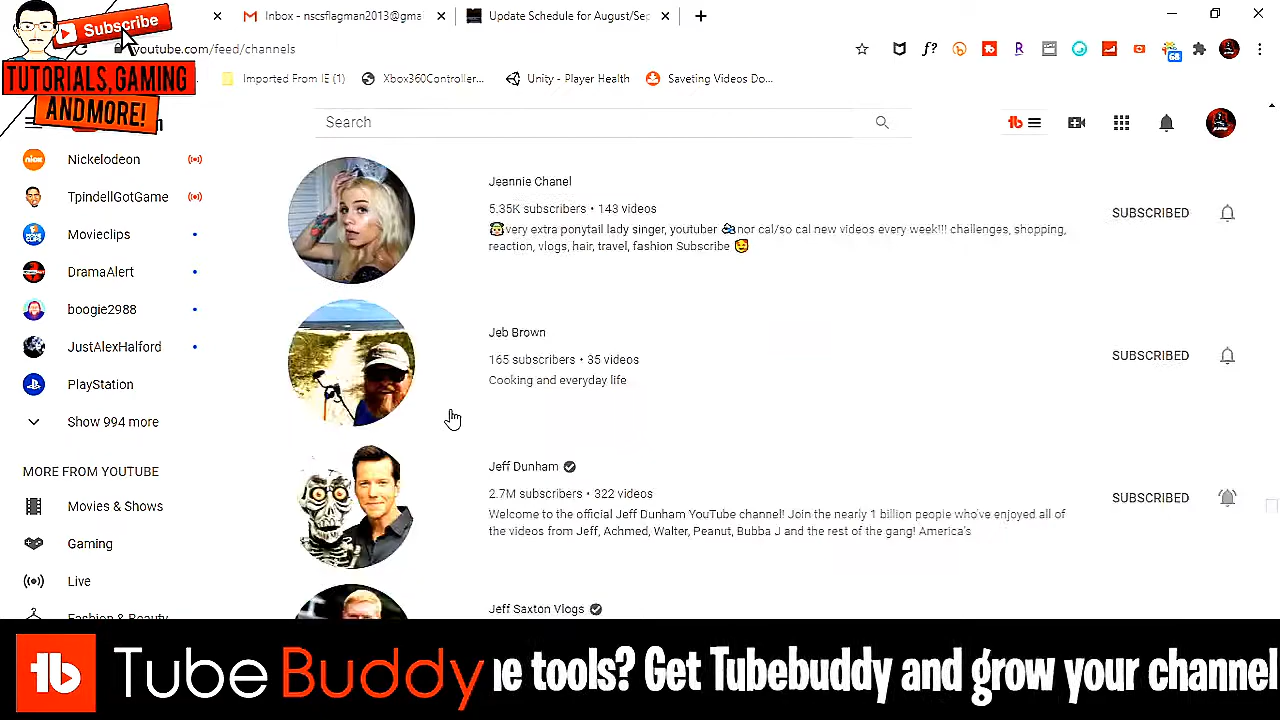 Subscribe
TUTORIALS, GAMING
AND MORE!
Inbox - nscsflagman2013@gma
Update Schedule for August/Sep
youtube.com/feed/channels
Imported From IE (1)
Xbox360Controller...
Unity - Player Health
Saveting Videos Do...
Search
Nickelodeon
TpindellGotGame
Movieclips
DramaAlert
boogie2988
JustAlexHalford
PlayStation
Show 994 more
MORE FROM YOUTUBE
Movies & Shows
Gaming
Live
Fashion & Beauty
Jeannie Chanel
5.35K subscribers • 143 videos
very extra ponytail lady singer, youtuber nor cal/so cal new videos every week!!! challenges, shopping,
reaction, vlogs, hair, travel, fashion Subscribe
SUBSCRIBED
Jeb Brown
165 subscribers • 35 videos
Cooking and everyday life
SUBSCRIBED
Jeff Dunham
2.7M subscribers • 322 videos
Welcome to the official Jeff Dunham YouTube channel! Join the nearly 1 billion people who've enjoyed all of
the videos from Jeff, Achmed, Walter, Peanut, Bubba J and the rest of the gang! America's
SUBSCRIBED
Jeff Saxton Vlogs
tb TubeBuddy
ne tools? Get Tubebuddy and grow your channel